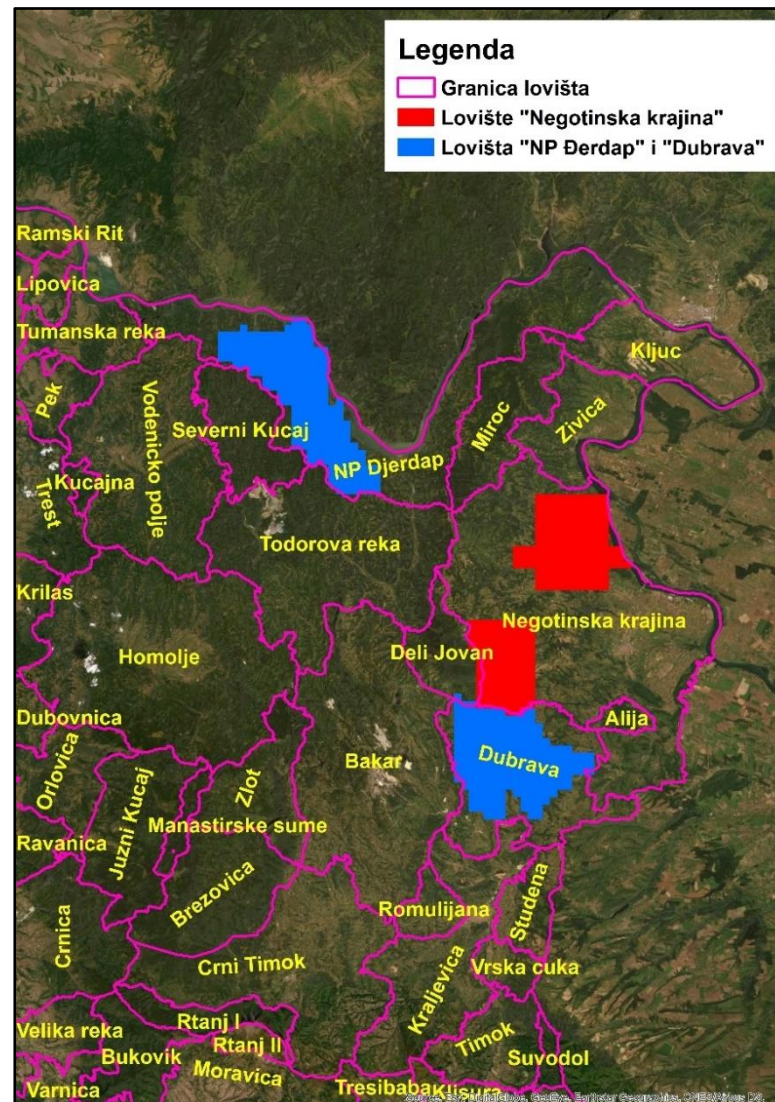 Legenda
Granica lovišta
Lovište "Negotinska krajina"
Lovišta "NP Đerdap" i "Dubrava"
Ramski Rit
Lipovica
Tumanska reka
Kljuc
Pek
Vodenicko polje
Severni Kucaj
Miroc
Zivica
NP Djerdap
Kucajna
Trest
Todorova reka
Krilas
Negotinska krajina
Homolje
Deli Jovan
Dubovnica
Alija
Orlovica
Bakar
Dubrava
Zlot
Juzni Kucaj
Manastirske sume
Ravanica
Brezovica
Romulijana
Studena
Crnica
Crni Timok
Vrska cuka
Kraljevica
Velika reka
Rtanj I
Rtanj II
Bukovik
Moravica
Timok
Suvodol
Varnica
Tresibaba
Klisura